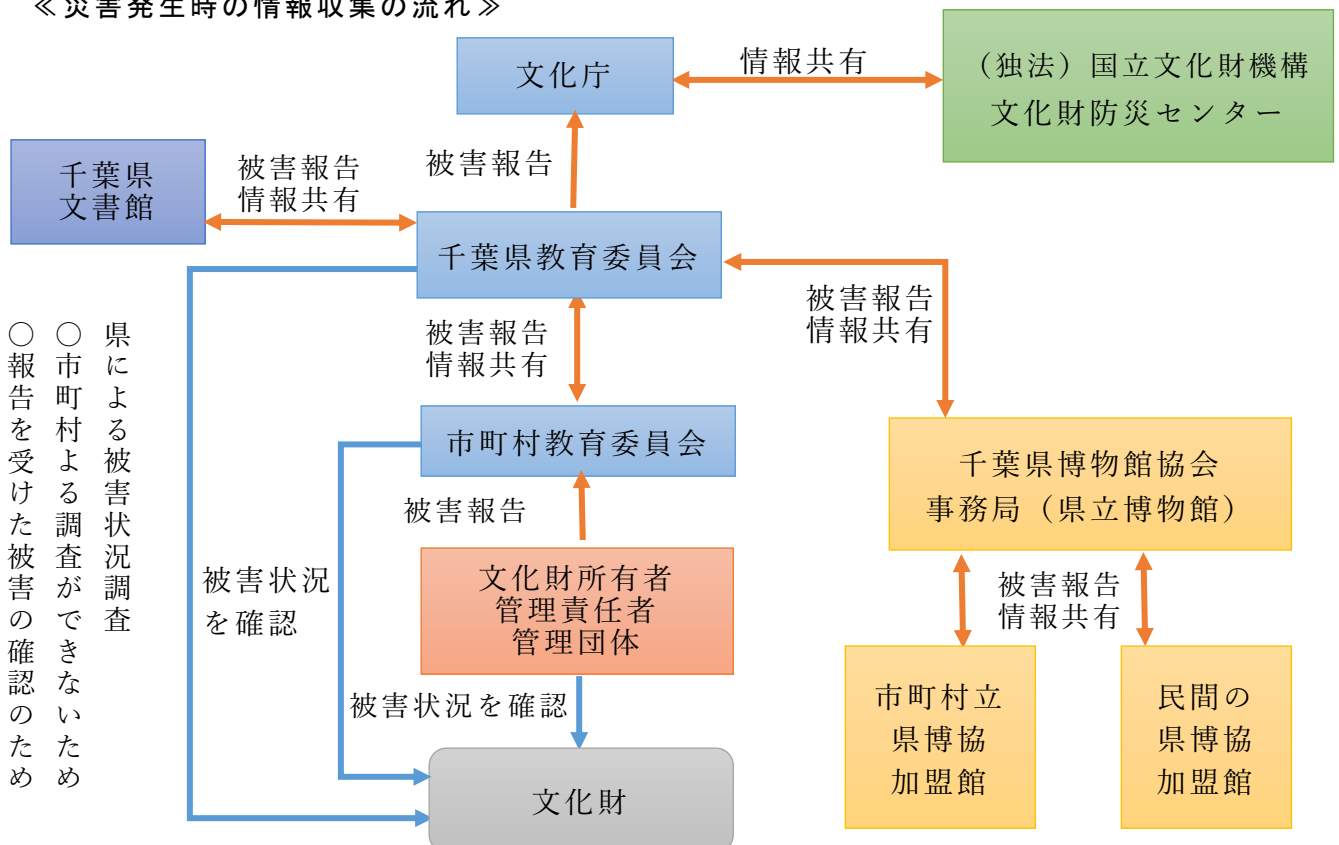 ≪災害発生時の情報収集の流れ≫
文化庁
情報共有
（独法）国立文化財機構
文化財防災センター
千葉県
文書館
被害報告
情報共有
被害報告
千葉県教育委員会
被害報告
情報共有
被害報告
情報共有
県による被害状況調査
○市町村よる調査ができないため
○報告を受けた被害の確認のため
市町村教育委員会
千葉県博物館協会
事務局（県立博物館）
被害報告
文化財所有者
管理責任者
管理団体
被害状況
を確認
被害報告
情報共有
被害状況を確認
市町村立
県博協
加盟館
民間の
県博協
加盟館
文化財